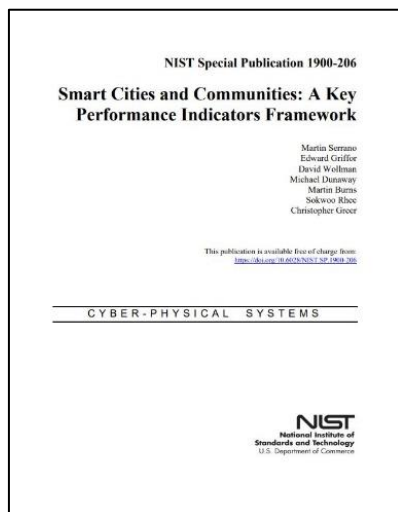 NIST Special Publication 1900-206
Smart Cities and Communities: A Key
Performance Indicators Framework
Martin Serrano
Edward Griffor
David Wollman
Michael Dunaway
Martin Burns
Sokwoo Rhee
Christopher Greer
This publication is available free of charge from:
https://doi.org/10.6028/NIST.SP.1900-206
CYBER-PHYSICAL SYSTEMS
NIST
National Institute of
Standards and Technology
U.S. Department of Commerce